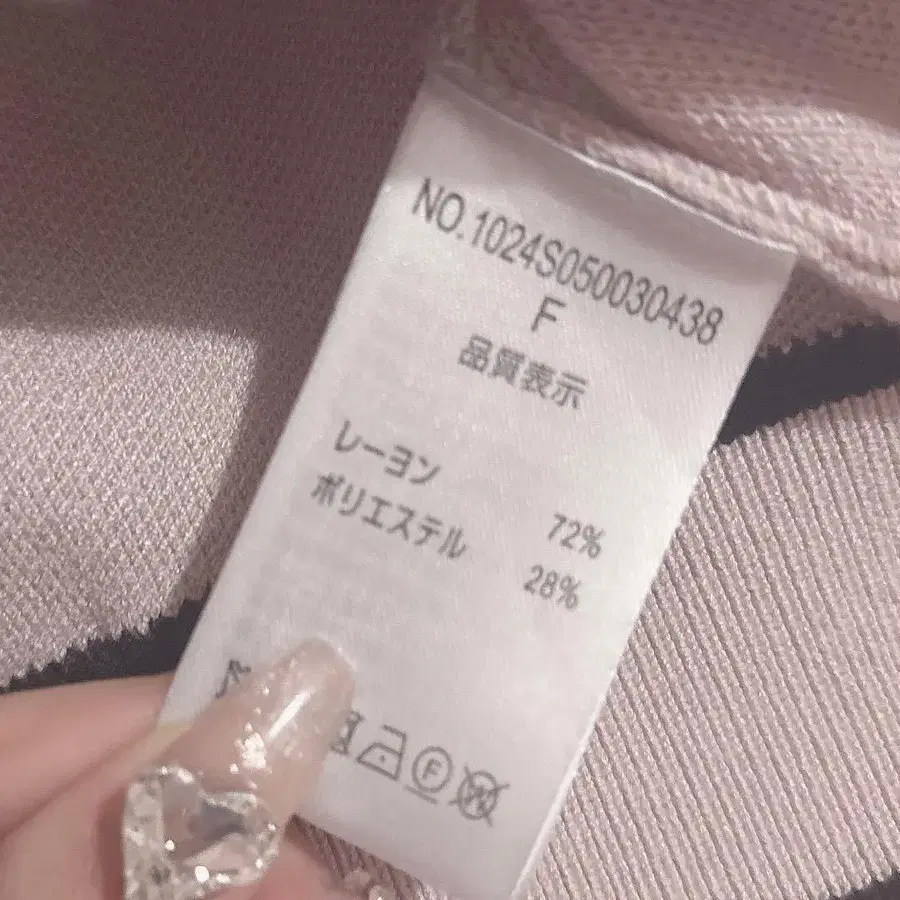 NO.1024S050030438
F
品質表示
レーヨン 72%
ポリエステル 28%
F W